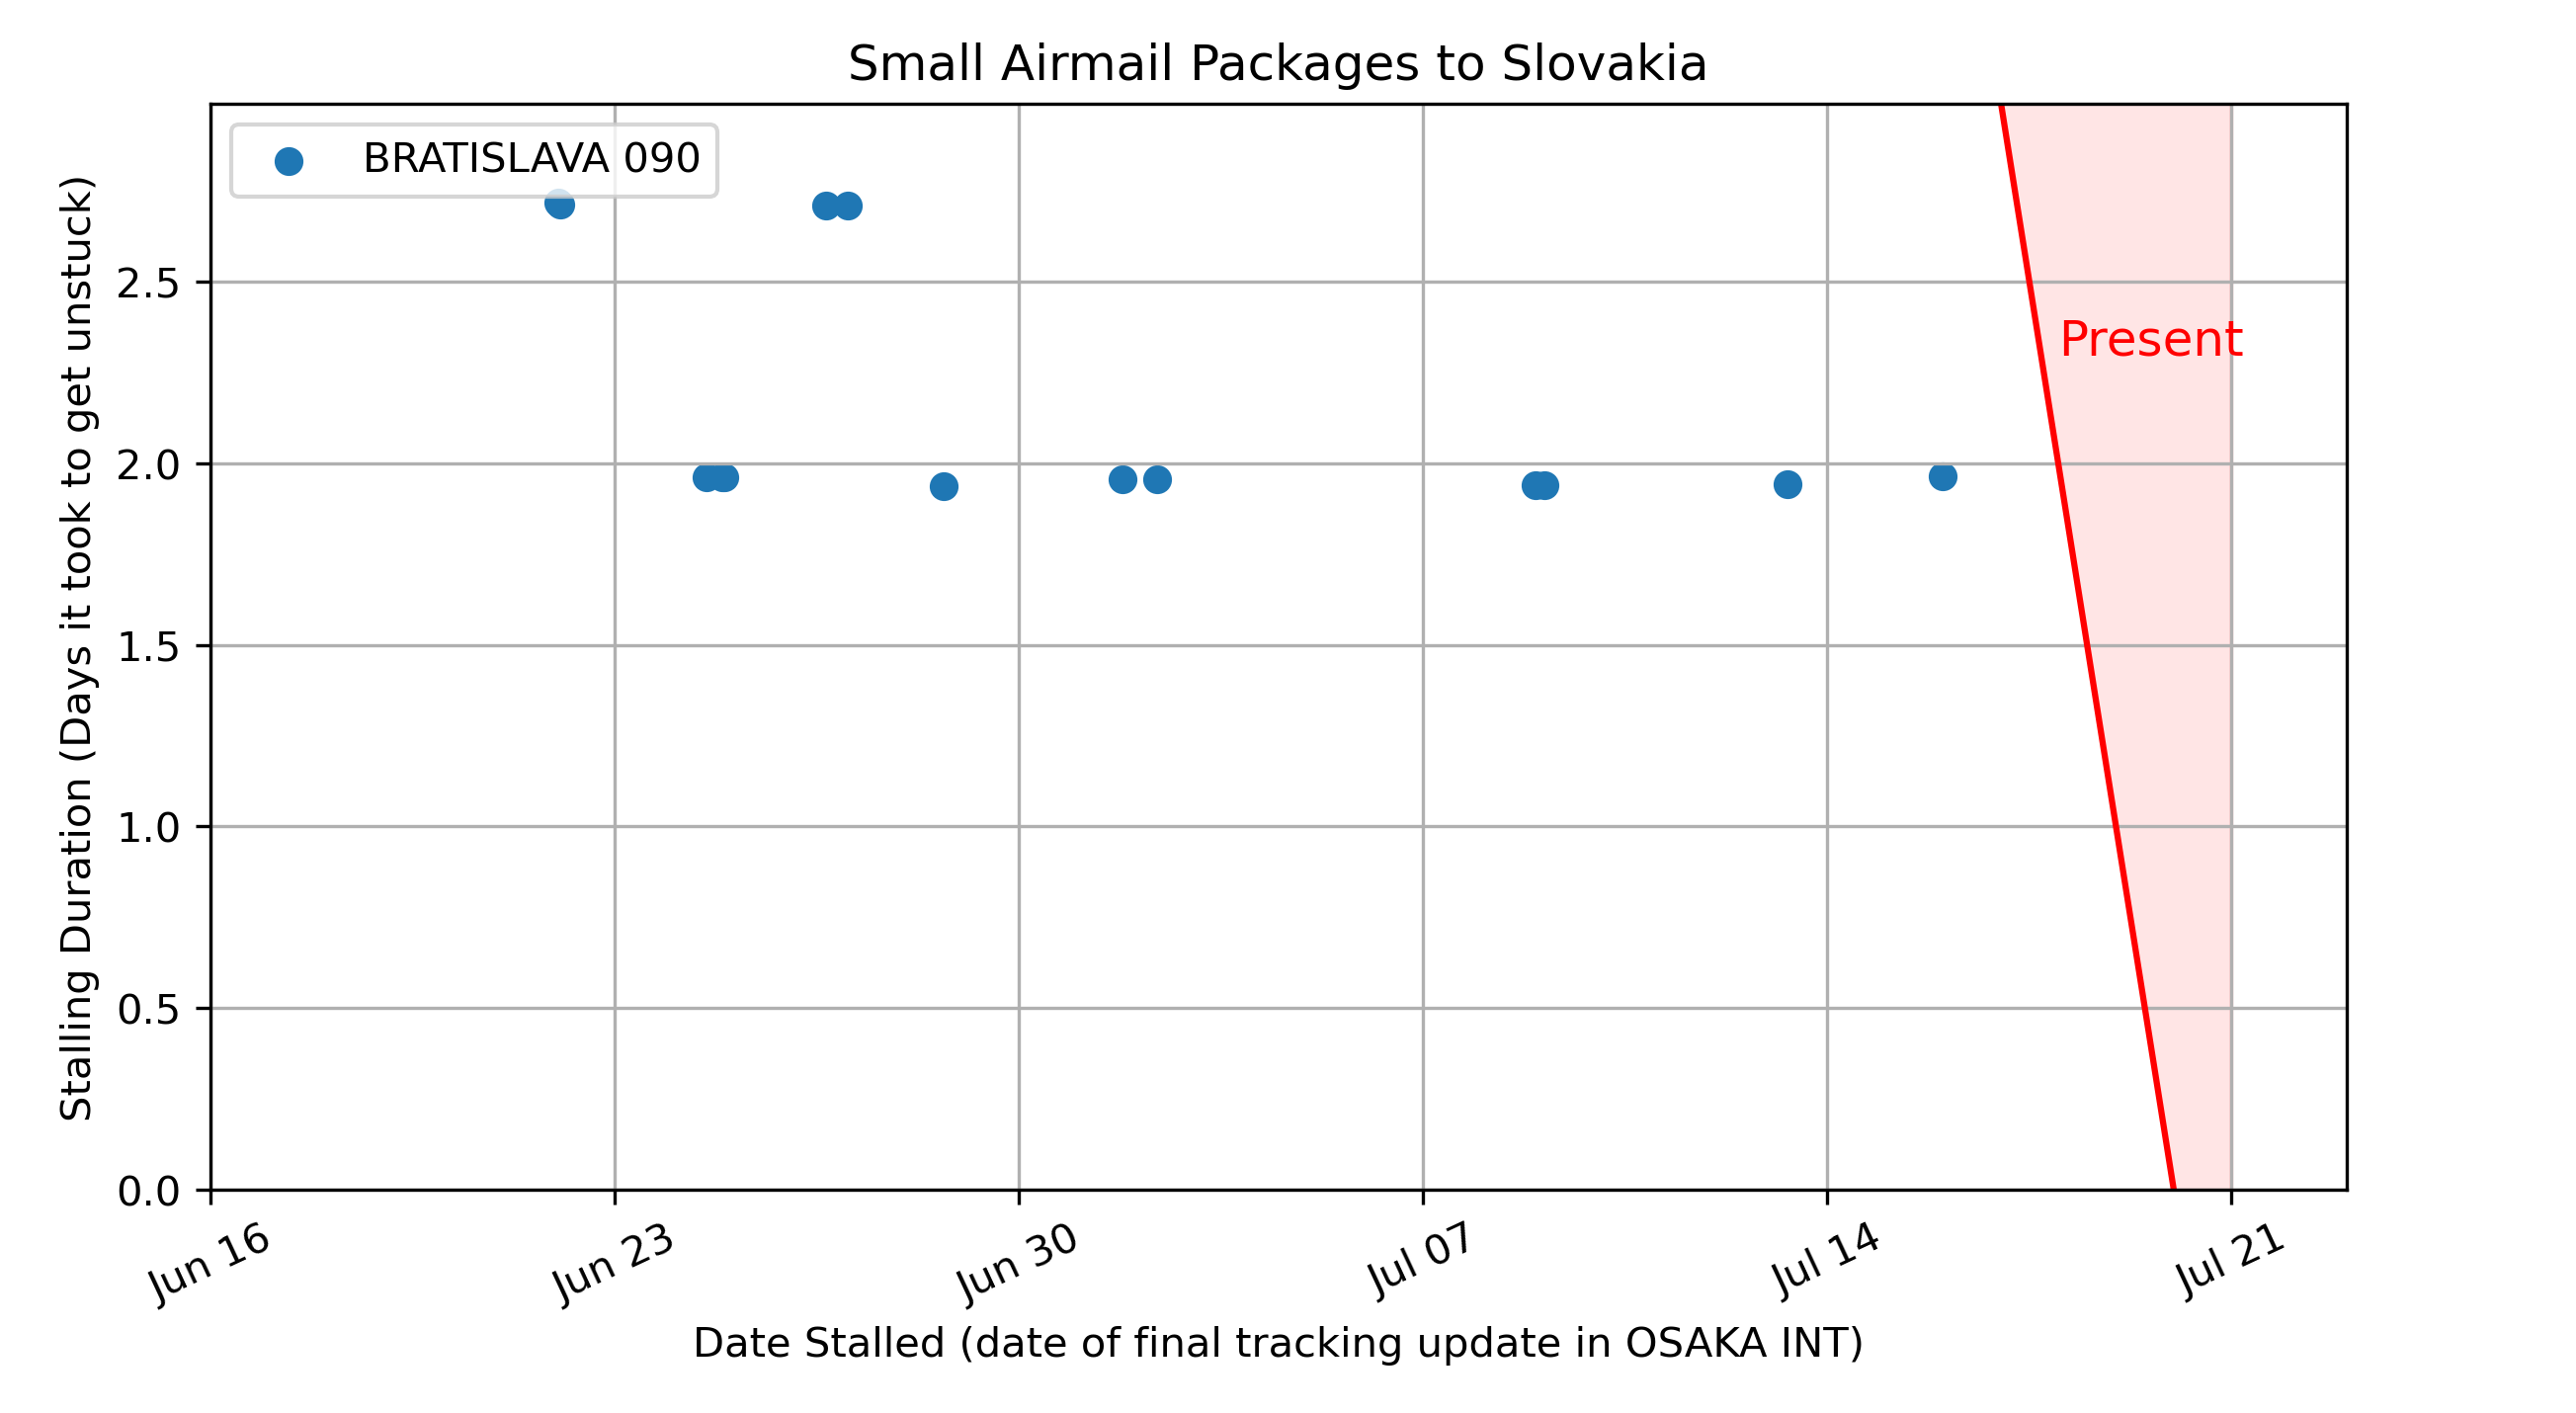 Small Airmail Packages to Slovakia
BRATISLAVA 090
Present
Stalling Duration (Days it took to get unstuck)
2.5
2.0
1.5
1.0
0.5
0.0
Jun 16
Jun 23
Jun 30
Jul 07
Jul 14
Jul 21
Date Stalled (date of final tracking update in OSAKA INT)